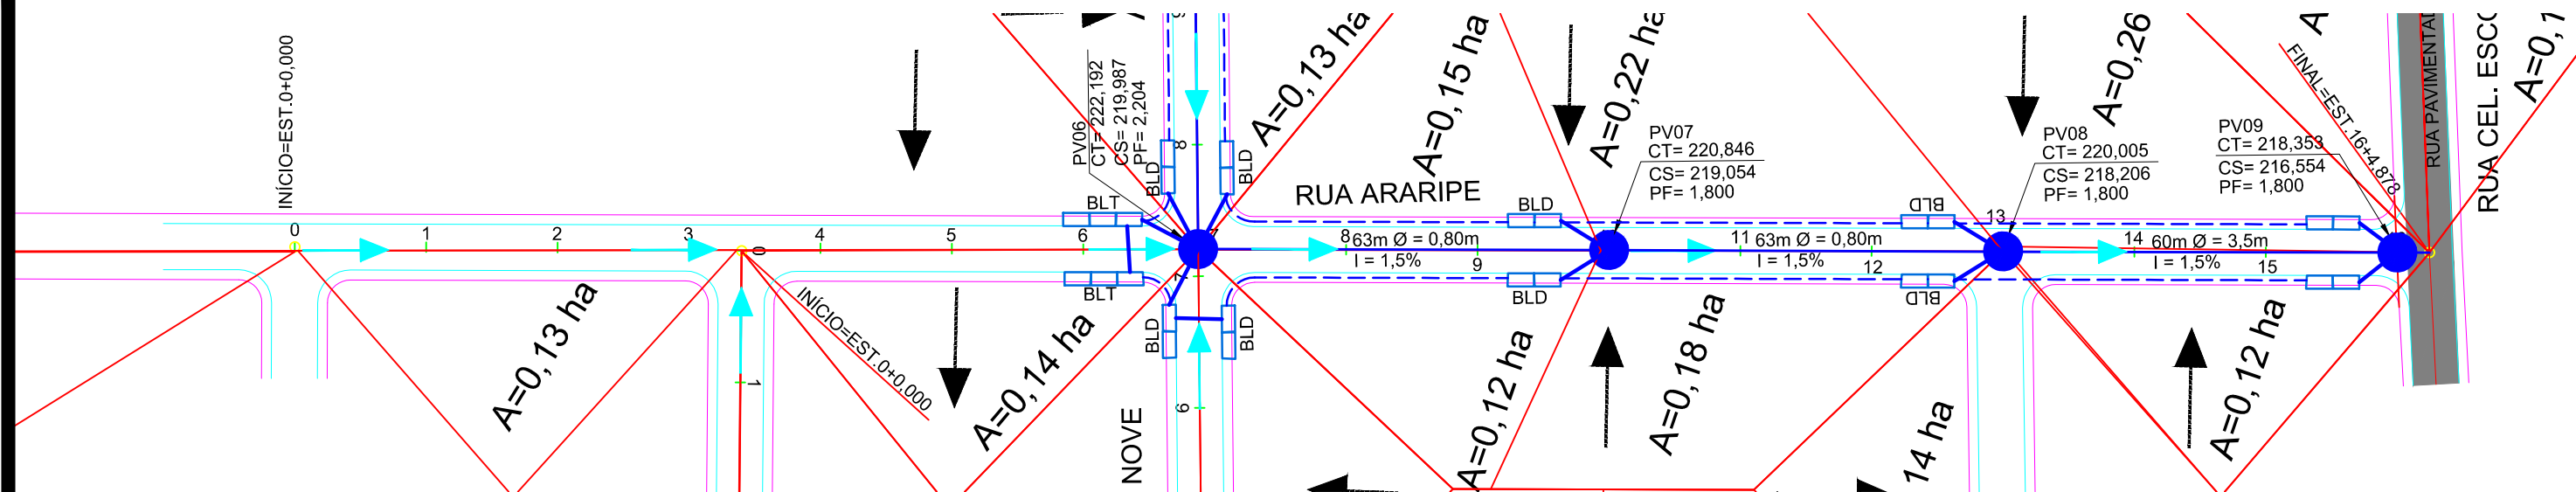 INÍCIO=EST.0+0,000
0
1
2
3
4
5
6
7
0
1
INÍCIO=EST.0+0,000
A=0,13 ha
A=0,14 ha
PV06
CT= 222,192
CS= 219,987
PF= 2,204
BLT
BLT
BLD
BLD
BLD
BLD
8
7
9
NOVE
A=0,13 ha
A=0,15 ha
A=0,22 ha
RUA ARARIPE
8
63m Ø = 0,80m
I = 1,5%
9
BLD
BLD
A=0,12 ha
A=0,18 ha
PV07
CT= 220,846
CS= 219,054
PF= 1,800
11
63m Ø = 0,80m
I = 1,5%
12
BLD
BLD
13
PV08
CT= 220,005
CS= 218,206
PF= 1,800
A=0,26
14
60m Ø = 3,5m
I = 1,5%
15
14 ha
A=0,12 ha
PV09
CT= 218,353
CS= 216,554
PF= 1,800
FINAL=EST.16+4,878
RUA PAVIMENTAD
RUA CEL. ESCO
A=0,1
A